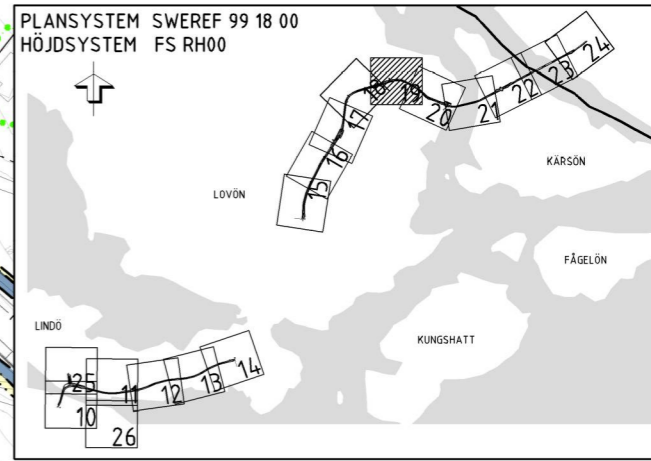 PLANSYSTEM SWEREF 99 18 00
HÖJDSYSTEM FS RH00
24
23
22
21
20
19
18
17
16
15
KÄRSÖN
LOVÖN
FÅGELÖN
LINDÖ
KUNGSHATT
14
13
12
11
25
10
26